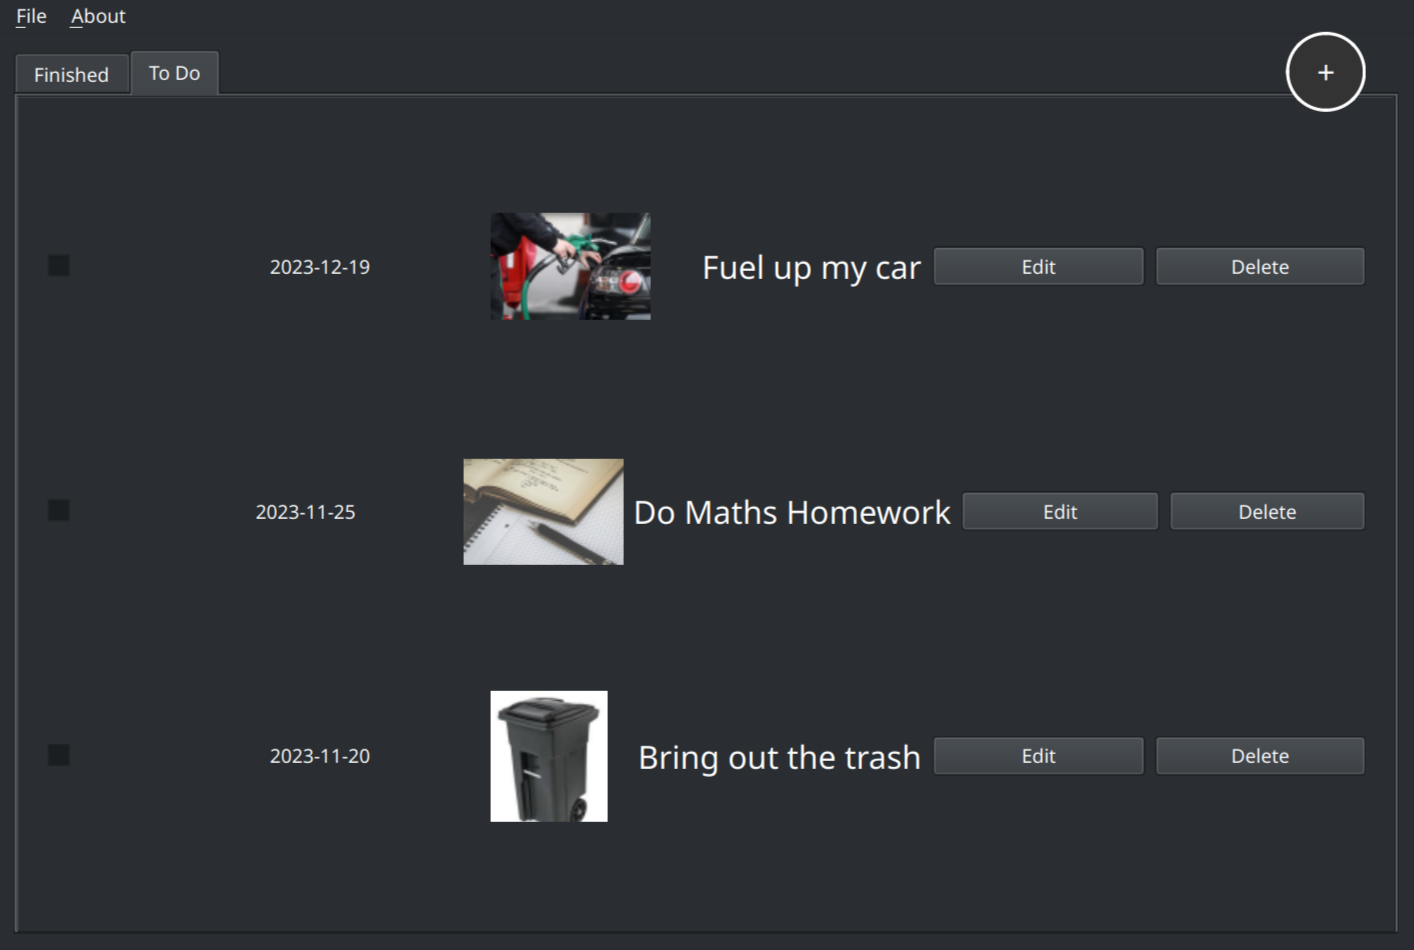 File About
Finished To Do +
2023-12-19 Fuel up my car Edit Delete
2023-11-25 Do Maths Homework Edit Delete
2023-11-20 Bring out the trash Edit Delete